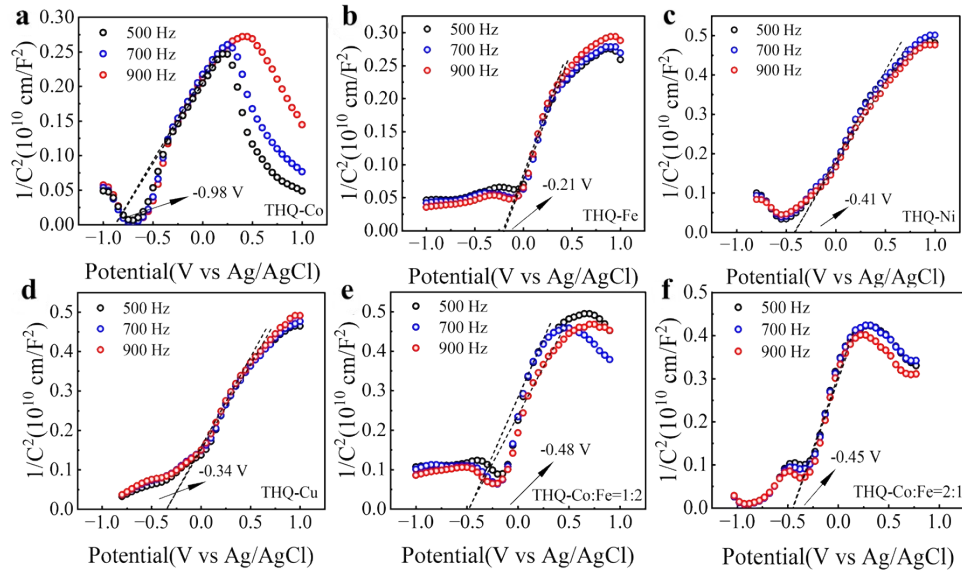 a
500 Hz
700 Hz
900 Hz
-0.98 V
THQ-Co
1/C²(10¹⁰ cm/F²)
0.30
0.25
0.20
0.15
0.10
0.05
0.00
−1.0 −0.5 0.0 0.5 1.0
Potential(V vs Ag/AgCl)
b
500 Hz
700 Hz
900 Hz
-0.21 V
THQ-Fe
1/C²(10¹⁰ cm/F²)
0.30
0.25
0.20
0.15
0.10
0.05
0.00
−1.0 −0.5 0.0 0.5 1.0
Potential(V vs Ag/AgCl)
c
500 Hz
700 Hz
900 Hz
-0.41 V
THQ-Ni
1/C²(10¹⁰ cm/F²)
0.5
0.4
0.3
0.2
0.1
0.0
−1.0 −0.5 0.0 0.5 1.0
Potential(V vs Ag/AgCl)
d
500 Hz
700 Hz
900 Hz
-0.34 V
THQ-Cu
1/C²(10¹⁰ cm/F²)
0.5
0.4
0.3
0.2
0.1
0.0
−1.0 −0.5 0.0 0.5 1.0
Potential(V vs Ag/AgCl)
e
500 Hz
700 Hz
900 Hz
-0.48 V
THQ-Co:Fe=1:2
1/C²(10¹⁰ cm/F²)
0.5
0.4
0.3
0.2
0.1
0.0
−1.0 −0.5 0.0 0.5 1.0
Potential(V vs Ag/AgCl)
f
500 Hz
700 Hz
900 Hz
-0.45 V
THQ-Co:Fe=2:1
1/C²(10¹⁰ cm/F²)
0.5
0.4
0.3
0.2
0.1
0.0
−1.0 −0.5 0.0 0.5 1.0
Potential(V vs Ag/AgCl)